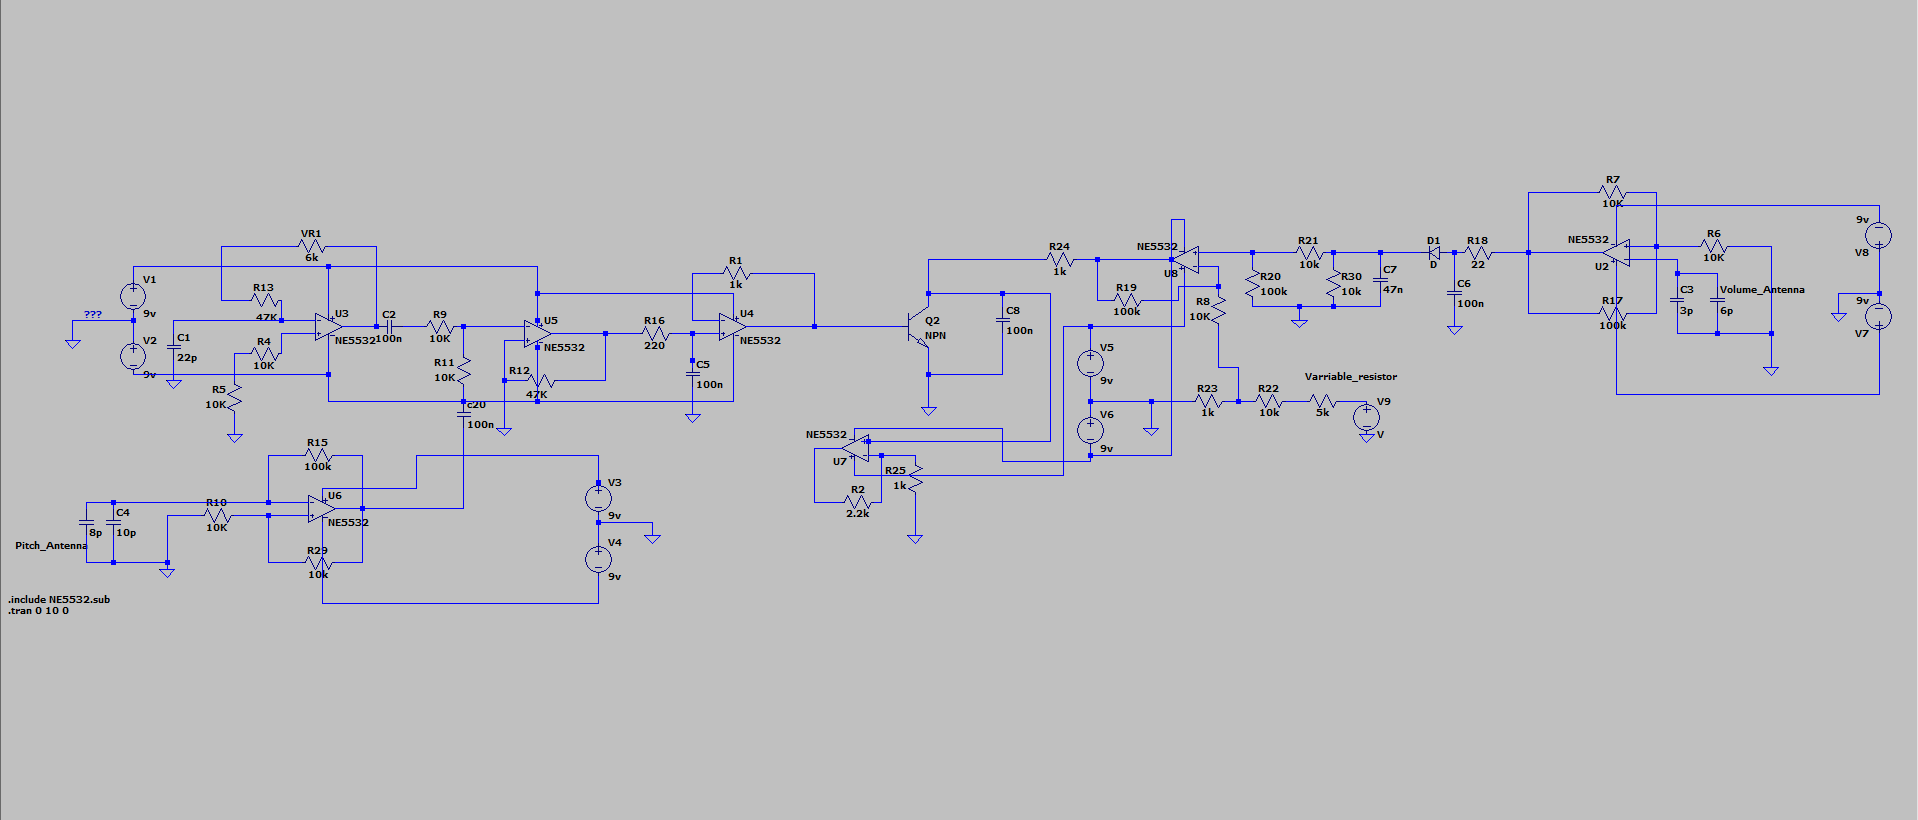 R7
10K
9v
V8
NE5532
U2
R6
10K
VR1
6k
R24
1k
NE5532
U8
R21
10k
D1
D
R18
22
R1
1k
V1
9v
R13
47K
R19
100k
R8
10K
R20
100k
R30
10k
C7
47n
C6
100n
R17
100k
C3
3p
Volume_Antenna
6p
9v
V7
???
U3
NE5532
C2
100n
R9
10K
U5
NE5532
R16
220
U4
NE5532
Q2
NPN
C8
100n
V2
9v
C1
22p
R4
10K
R5
10K
R11
10K
R12
47K
C5
100n
V5
9v
V6
9v
Varriable_resistor
R23
1k
R22
10k
5k
V9
V
c20
100n
R15
100k
NE5532
U7
R25
1k
R2
2.2k
V3
9v
8p
C4
10p
R10
10K
U6
NE5532
Pitch_Antenna
R29
10k
V4
9v
.include NE5532.sub
.tran 0 10 0